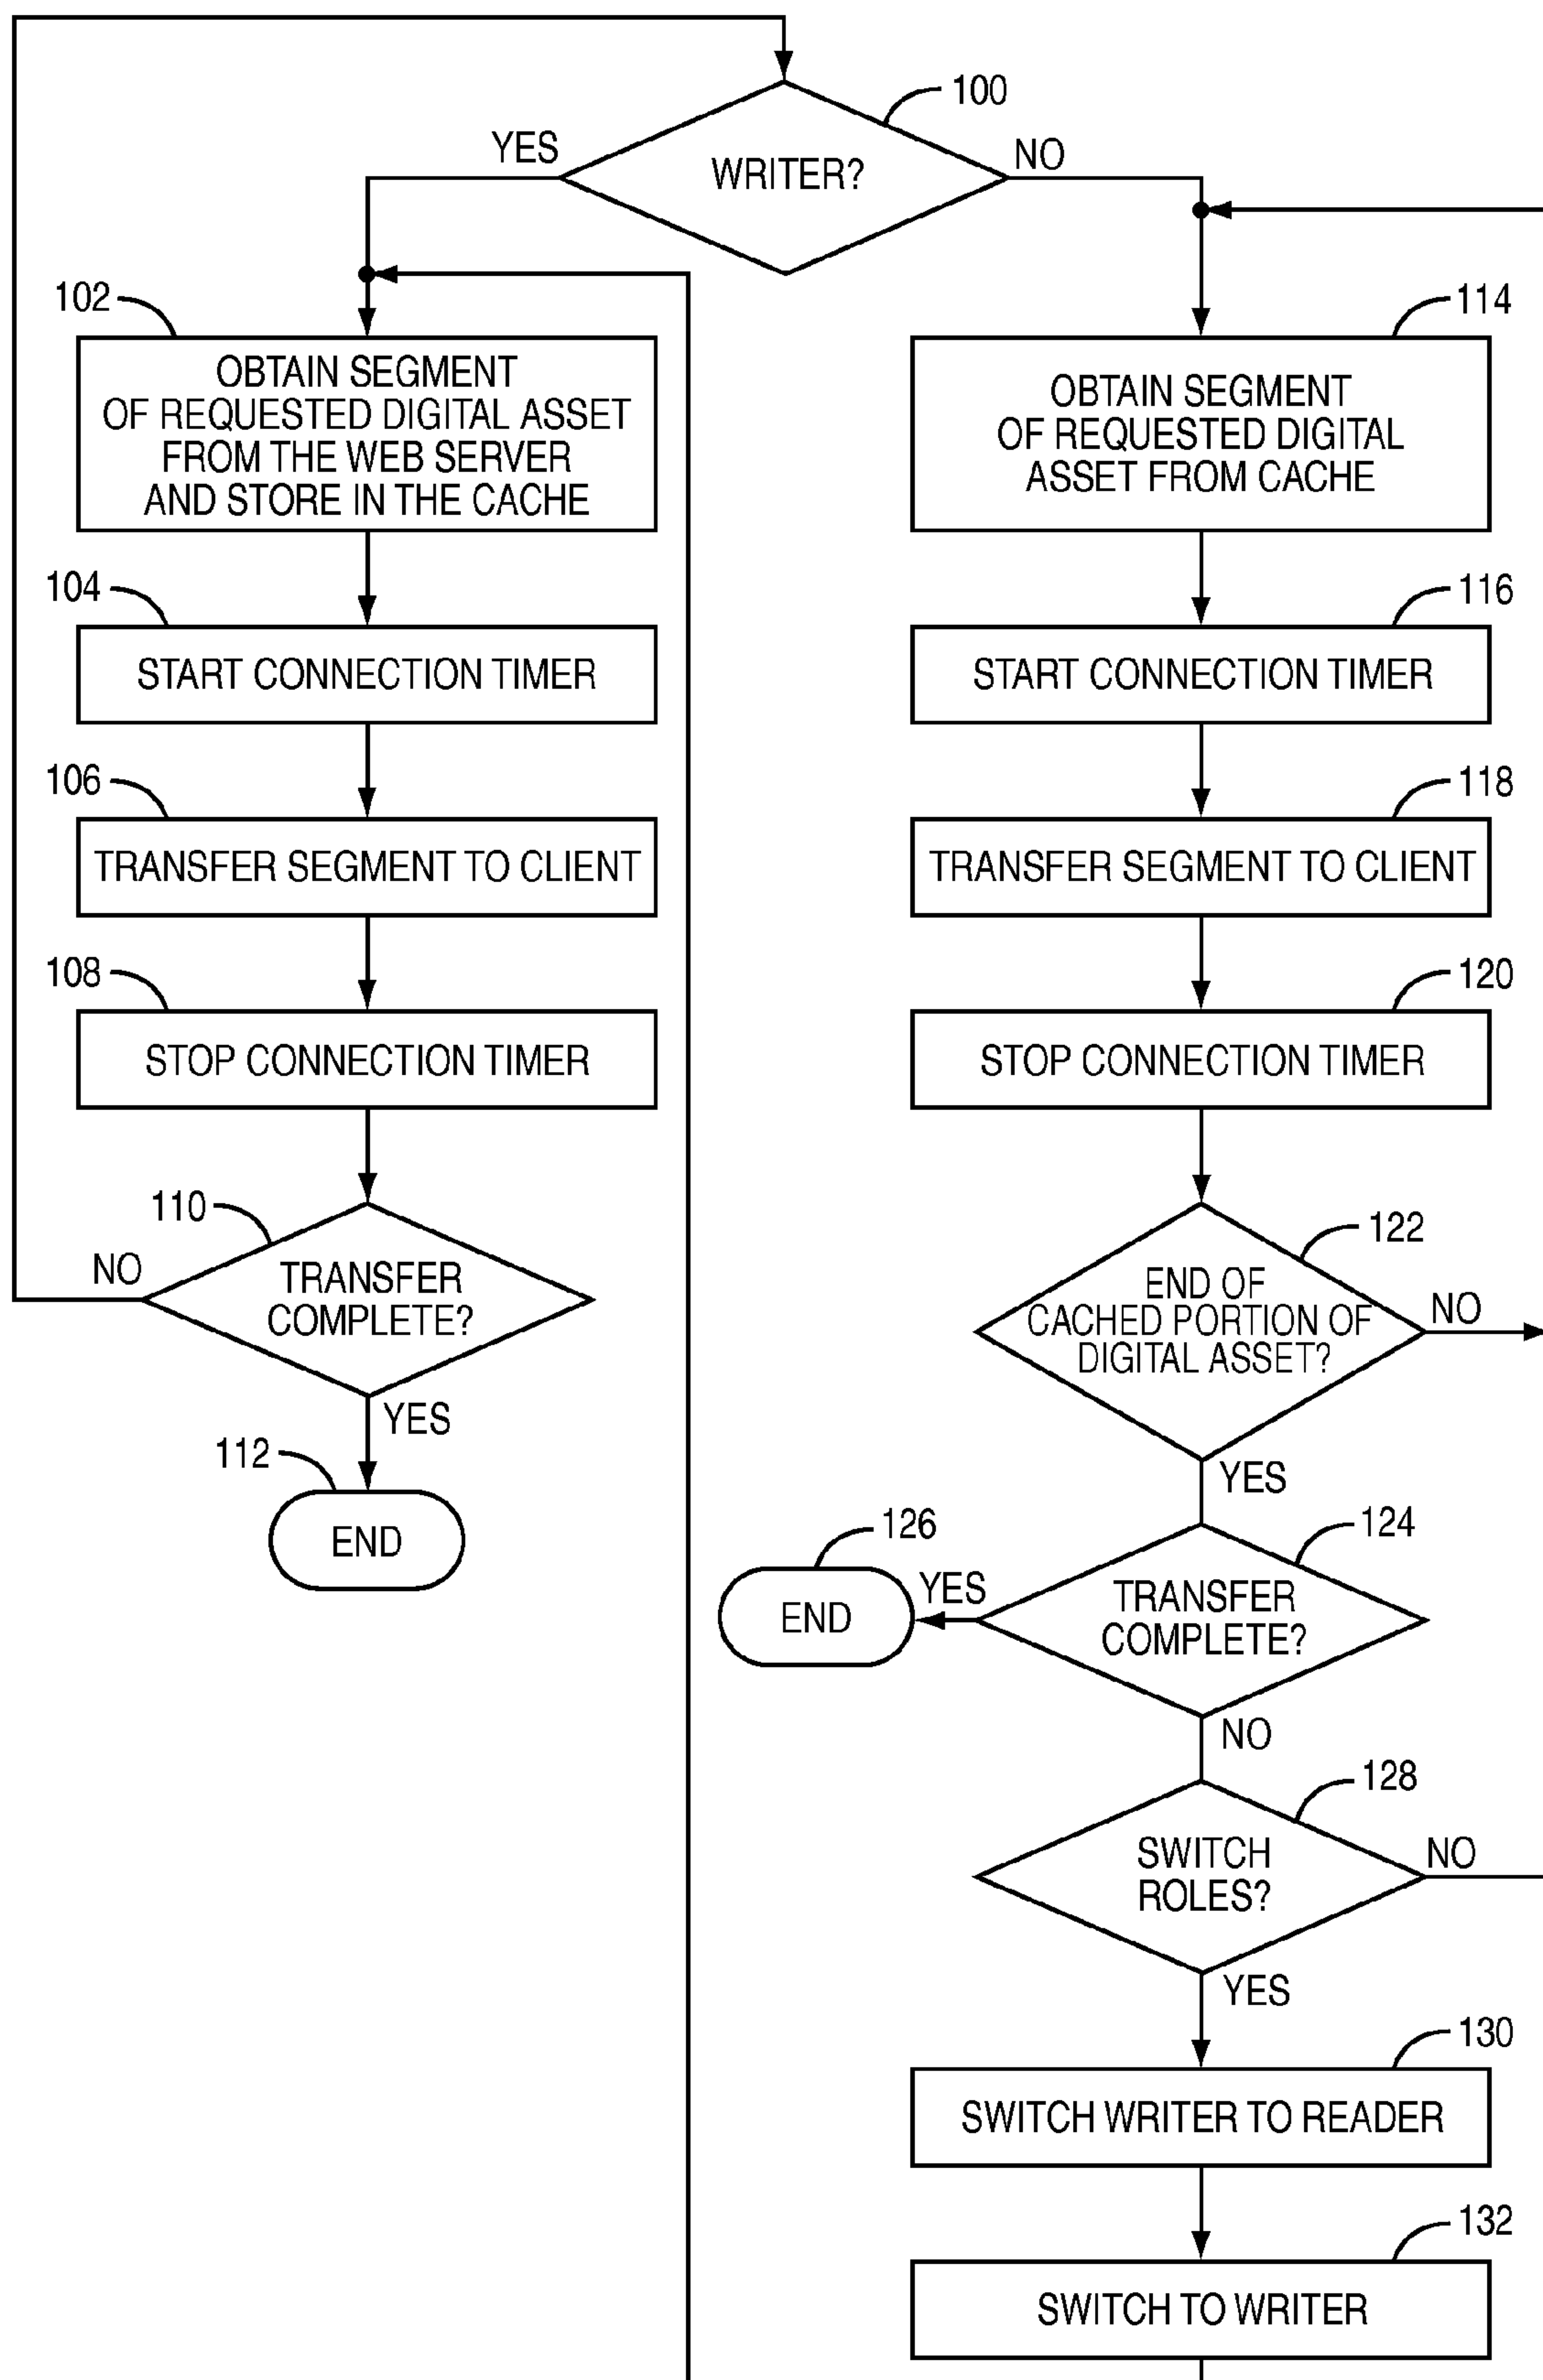 100
YES
WRITER?
NO
102
OBTAIN SEGMENT
OF REQUESTED DIGITAL ASSET
FROM THE WEB SERVER
AND STORE IN THE CACHE
104
START CONNECTION TIMER
106
TRANSFER SEGMENT TO CLIENT
108
STOP CONNECTION TIMER
110
NO
TRANSFER
COMPLETE?
YES
112
END
114
OBTAIN SEGMENT
OF REQUESTED DIGITAL
ASSET FROM CACHE
116
START CONNECTION TIMER
118
TRANSFER SEGMENT TO CLIENT
120
STOP CONNECTION TIMER
122
END OF
CACHED PORTION OF
DIGITAL ASSET?
NO
YES
124
126
YES
END
TRANSFER
COMPLETE?
NO
128
SWITCH
ROLES?
NO
YES
130
SWITCH WRITER TO READER
132
SWITCH TO WRITER